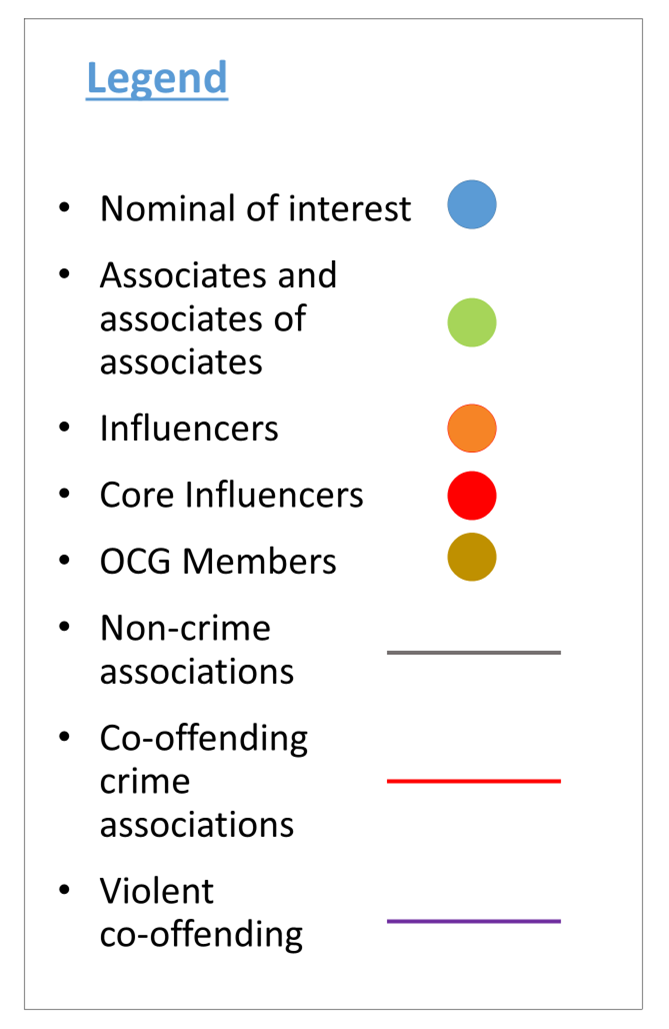 Legend
• Nominal of interest
• Associates and
associates of
associates
• Influencers
• Core Influencers
• OCG Members
• Non-crime
associations
• Co-offending
crime
associations
• Violent
co-offending